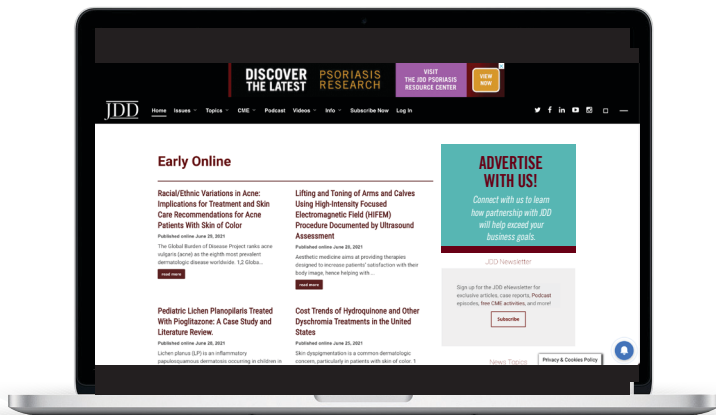 DISCOVER
THE LATEST
PSORIASIS
RESEARCH
VISIT
THE JDD PSORIASIS
RESOURCE CENTER
VIEW
NOW
JDD
Home Issues Topics CME Podcast Videos Info Subscribe Now Log In
Early Online
Racial/Ethnic Variations in Acne:
Implications for Treatment and Skin
Care Recommendations for Acne
Patients With Skin of Color
Published online June 28, 2021
The Global Burden of Disease Project ranks acne
vulgaris (acne) as the eighth most prevalent
dermatologic disease worldwide. 1,2 Globa...
read more
Lifting and Toning of Arms and Calves
Using High-Intensity Focused
Electromagnetic Field (HIFEM)
Procedure Documented by Ultrasound
Assessment
Published online June 28, 2021
Aesthetic medicine aims at providing therapies
designed to increase patients' satisfaction with their
body image, hence helping with...
read more
Pediatric Lichen Planopilaris Treated
With Pioglitazone: A Case Study and
Literature Review.
Published online June 28, 2021
Lichen planus (LP) is an inflammatory
papulosquamous dermatosis occurring in children in
Cost Trends of Hydroquinone and Other
Dyschromia Treatments in the United
States
Published online June 25, 2021
Skin dyspigmentation is a common dermatologic
concern, particularly in patients with skin of color. 1
ADVERTISE
WITH US!
Connect with us to learn
how partnership with JDD
will help exceed your
business goals.
JDD Newsletter
Sign up for the JDD eNewsletter for
exclusive articles, case reports, Podcast
episodes, free CME activities, and more!
Subscribe
News Topics
Privacy & Cookies Policy